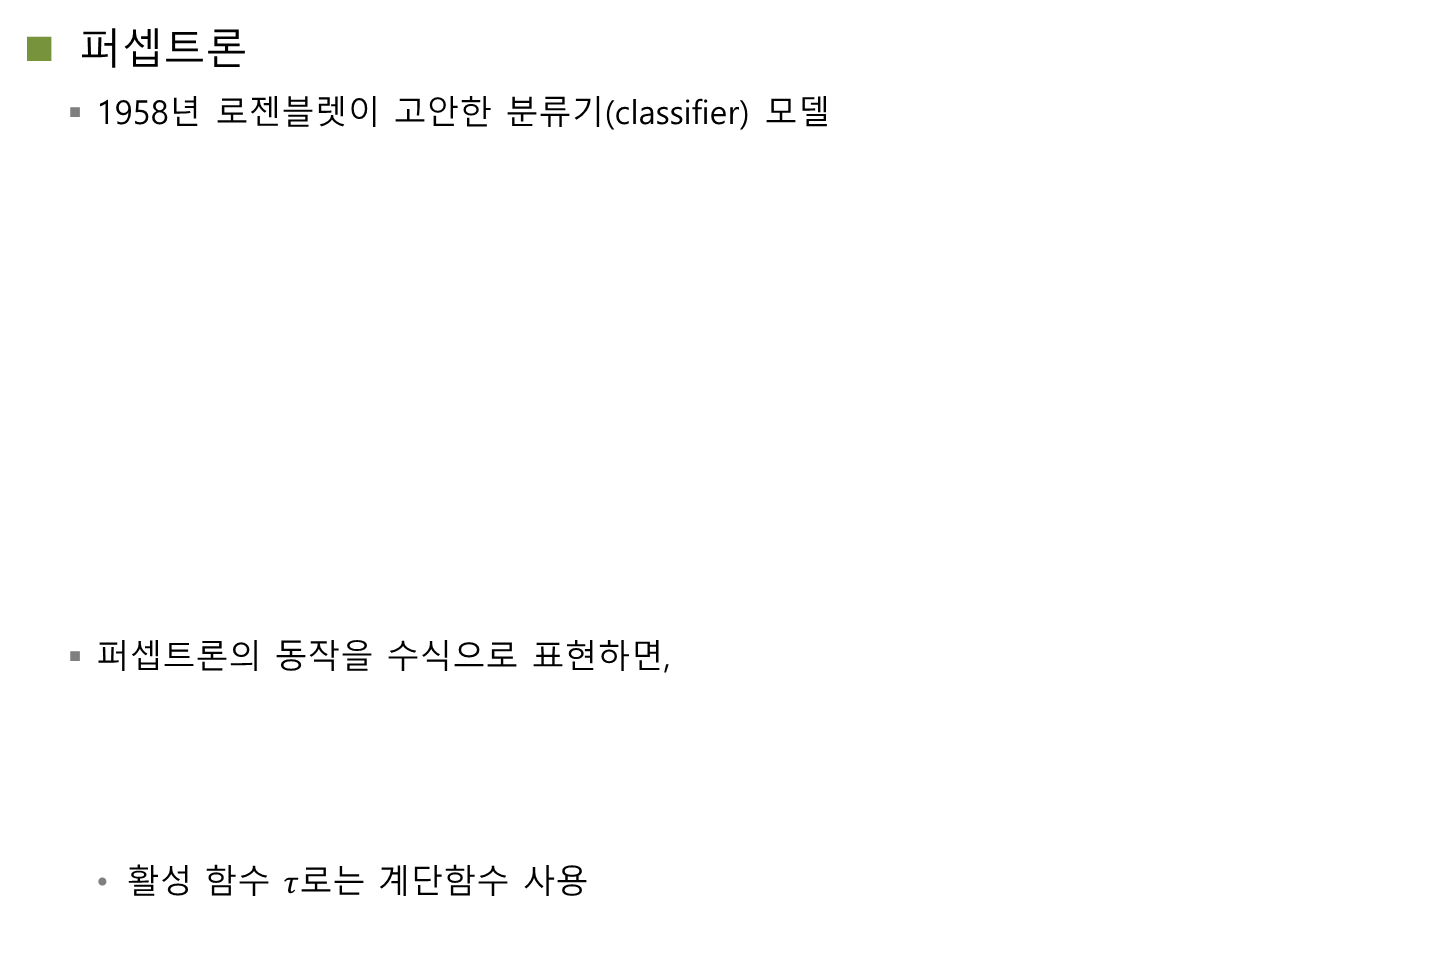 퍼셉트론
1958년 로젠블렛이 고안한 분류기(classifier) 모델
퍼셉트론의 동작을 수식으로 표현하면,
활성 함수 τ로는 계단함수 사용